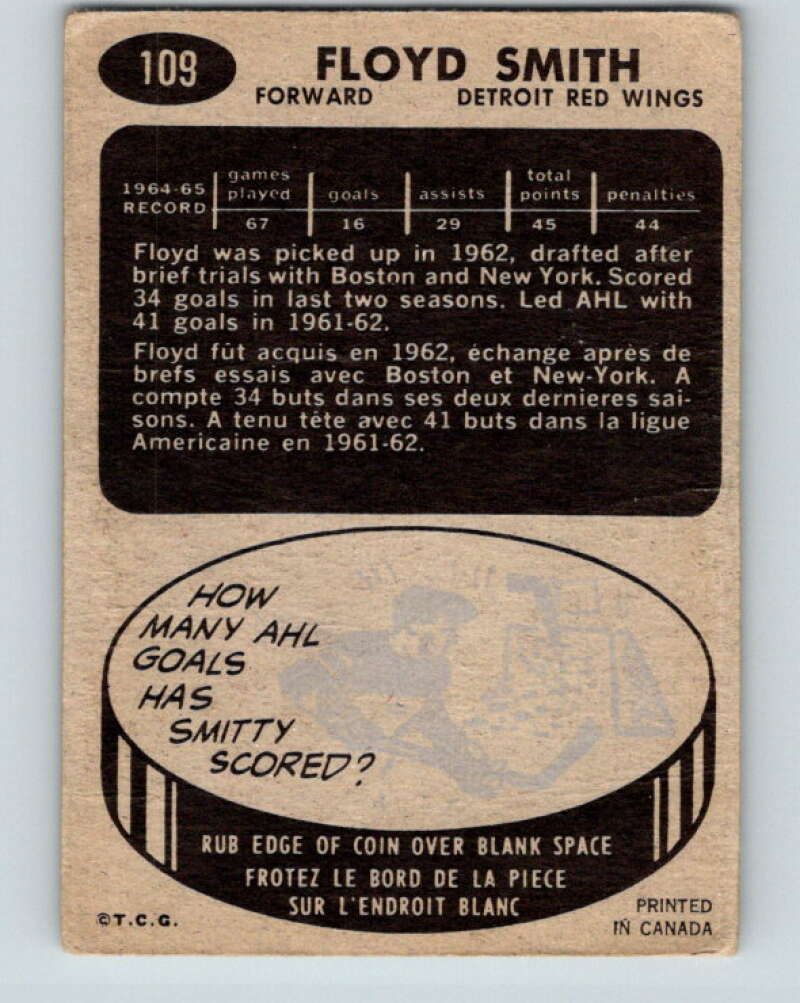 109
FLOYD SMITH
FORWARD DETROIT RED WINGS
1964-65 RECORD games played goals assists total points penalties
67 16 29 45 44
Floyd was picked up in 1962, drafted after
brief trials with Boston and New York. Scored
34 goals in last two seasons. Led AHL with
41 goals in 1961-62.
Floyd fût acquis en 1962, échange après de
brefs essais avec Boston et New-York. A
compte 34 buts dans ses deux dernieres sai-
sons. A tenu tête avec 41 buts dans la ligue
Americaine en 1961-62.
HOW
MANY AHL
GOALS
HAS
SMITTY
SCORED?
RUB EDGE OF COIN OVER BLANK SPACE
FROTEZ LE BORD DE LA PIECE
SUR L'ENDROIT BLANC
©T.C.G.
PRINTED
IN CANADA